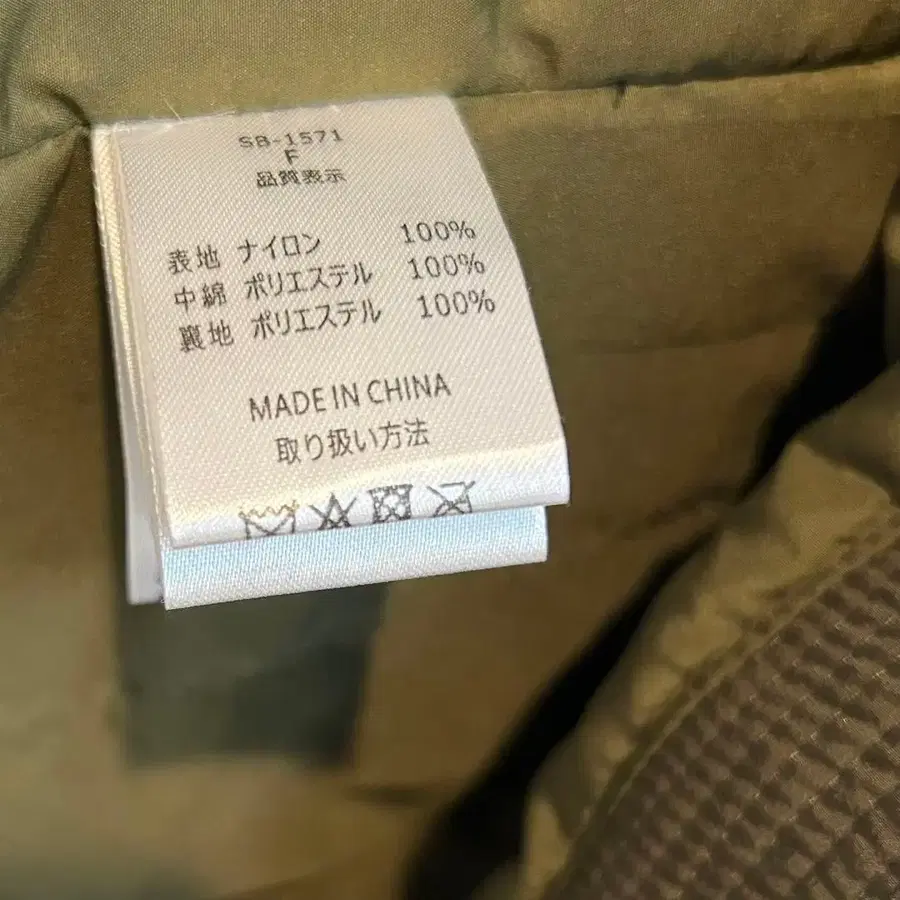 SB-1571
F
品質表示
表地 ナイロン 100%
中綿 ポリエステル 100%
裏地 ポリエステル 100%
MADE IN CHINA
取り扱い方法